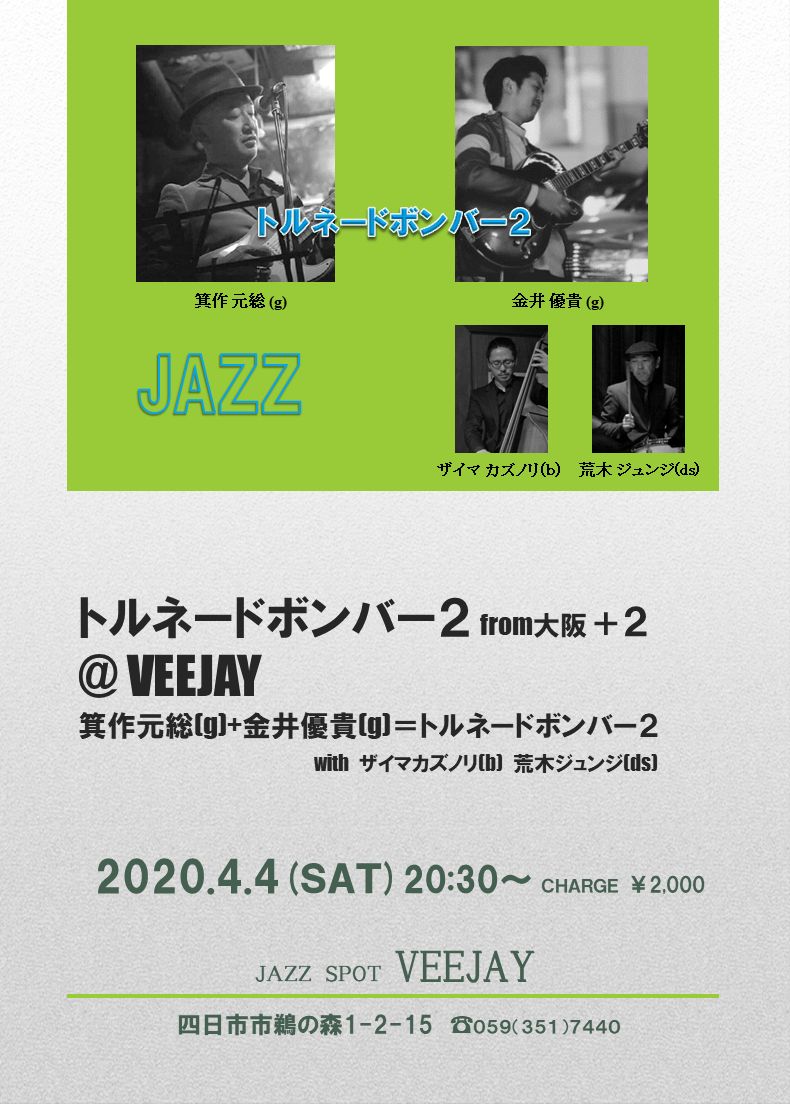 トルネードボンバー２
箕作 元総 (g)
金井 優貴 (g)
JAZZ
ザイマ カズノリ(b)
荒木 ジュンジ(ds)
トルネードボンバー２ from大阪 ＋２
@ VEEJAY
箕作元総(g)+金井優貴(g)＝トルネードボンバー２
with ザイマカズノリ(b) 荒木ジュンジ(ds)
2020.4.4 (SAT) 20:30～ CHARGE ￥2,000
JAZZ SPOT VEEJAY
四日市市鵜の森1-2-15 ☎059(351)7440